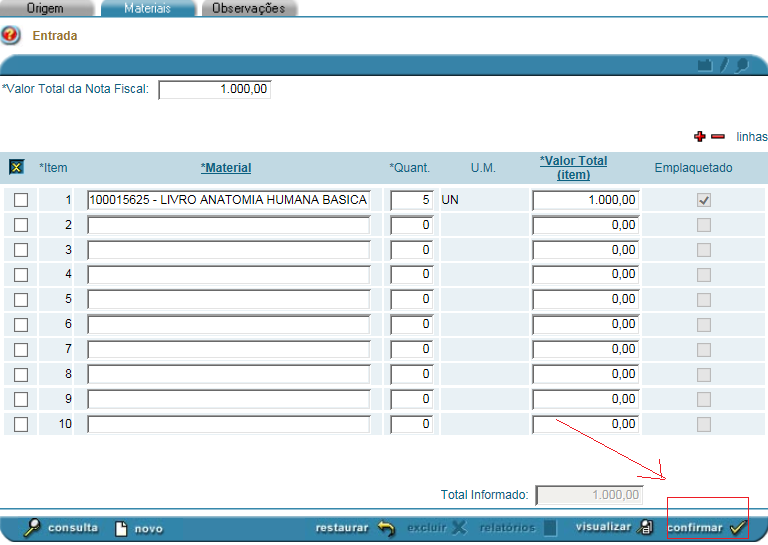 Origem Materiais Observações
Entrada
*Valor Total da Nota Fiscal: 1.000,00
linhas
*Item *Material *Quant. U.M. *Valor Total (item) Emplaquetado
1 100015625 - LIVRO ANATOMIA HUMANA BASICA 5 UN 1.000,00
2 0 0,00
3 0 0,00
4 0 0,00
5 0 0,00
6 0 0,00
7 0 0,00
8 0 0,00
9 0 0,00
10 0 0,00
Total Informado: 1.000,00
consulta novo restaurar excluir relatórios visualizar confirmar